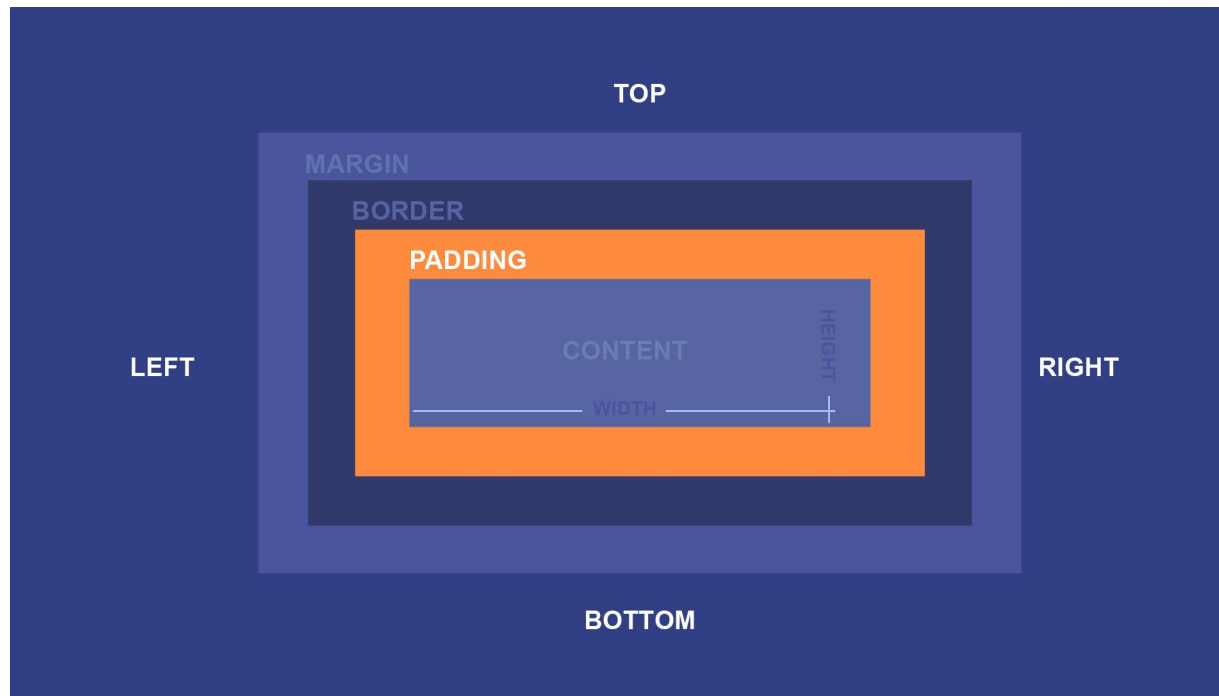 TOP
MARGIN
BORDER
PADDING
HEIGHT
CONTENT
LEFT
RIGHT
WIDTH
BOTTOM